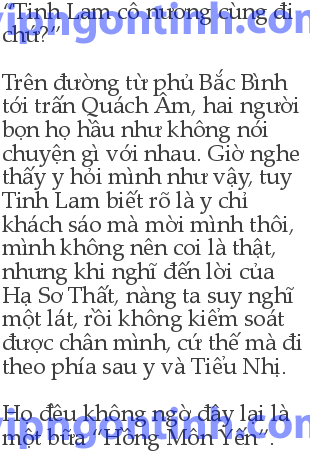 “Tinh Lam cô nương cùng đi
chứ?”
vipngontinh.com
Trên đường từ phủ Bắc Bình
tới trấn Quách Ấm, hai người
bọn họ hầu như không nói
chuyện gì với nhau. Giờ nghe
thấy y hỏi mình như vậy, tuy
Tinh Lam biết rõ là y chỉ
khách sáo mà mời mình thôi,
mình không nên coi là thật,
nhưng khi nghĩ đến lời của
Hạ Sơ Thất, nàng ta suy nghĩ
một lát, rồi không kiểm soát
được chân mình, cứ thế mà đi
theo phía sau y và Tiểu Nhị.
Họ đều không ngờ đây lại là
một bữa “Hồng Môn Yến”.
vipngontinh.com